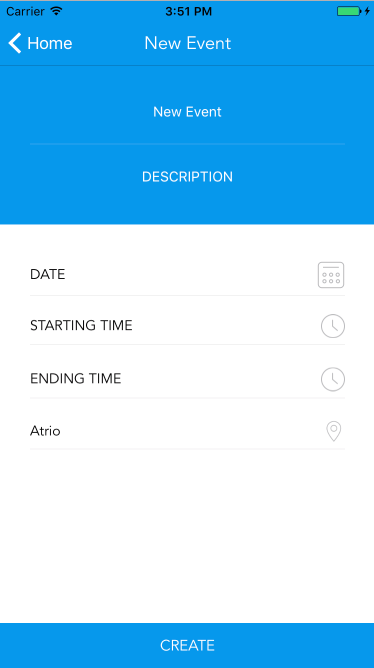 Carrier 3:51 PM
Home New Event
New Event
DESCRIPTION
DATE
STARTING TIME
ENDING TIME
Atrio
CREATE